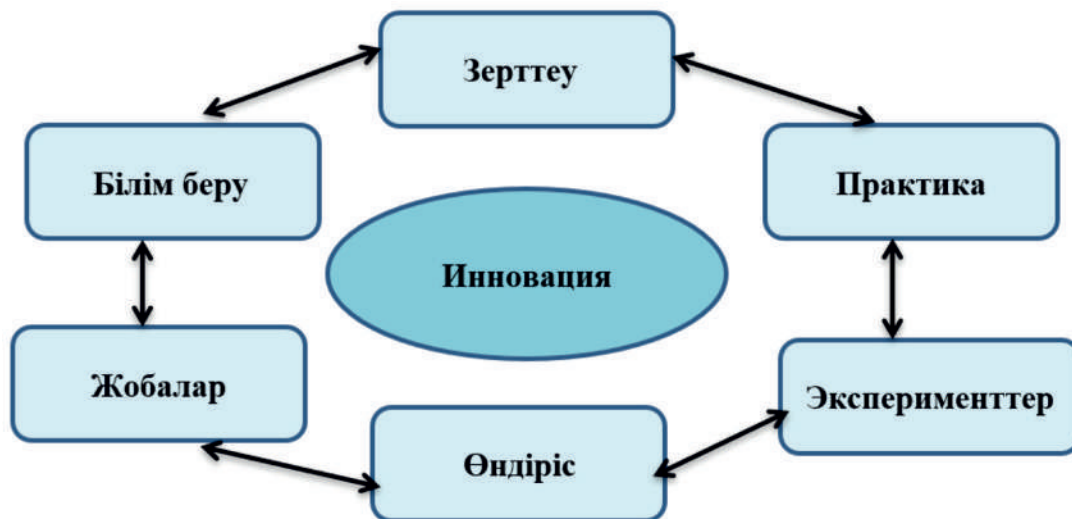 Зерттеу
Білім беру
Практика
Инновация
Жобалар
Эксперименттер
Өндіріс